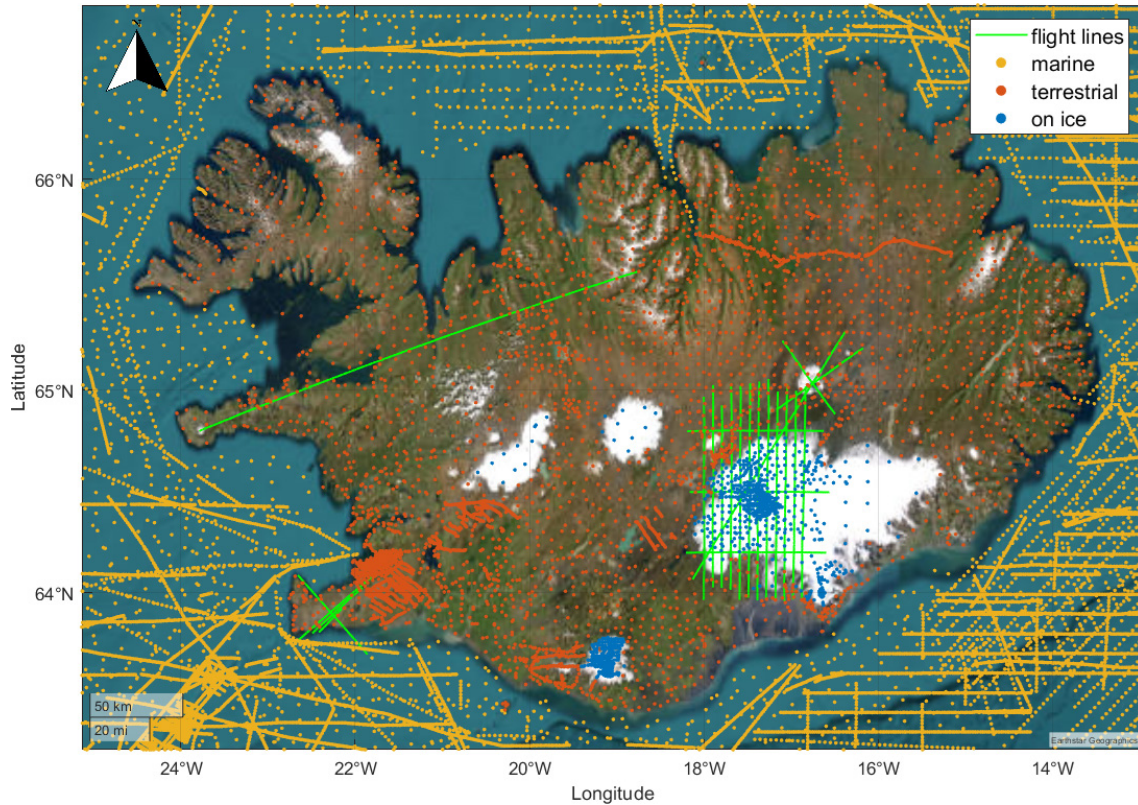 flight lines
marine
terrestrial
on ice
66°N
65°N
64°N
Latitude
50 km
20 mi
Earthstar Geographics
24°W
22°W
20°W
18°W
16°W
14°W
Longitude